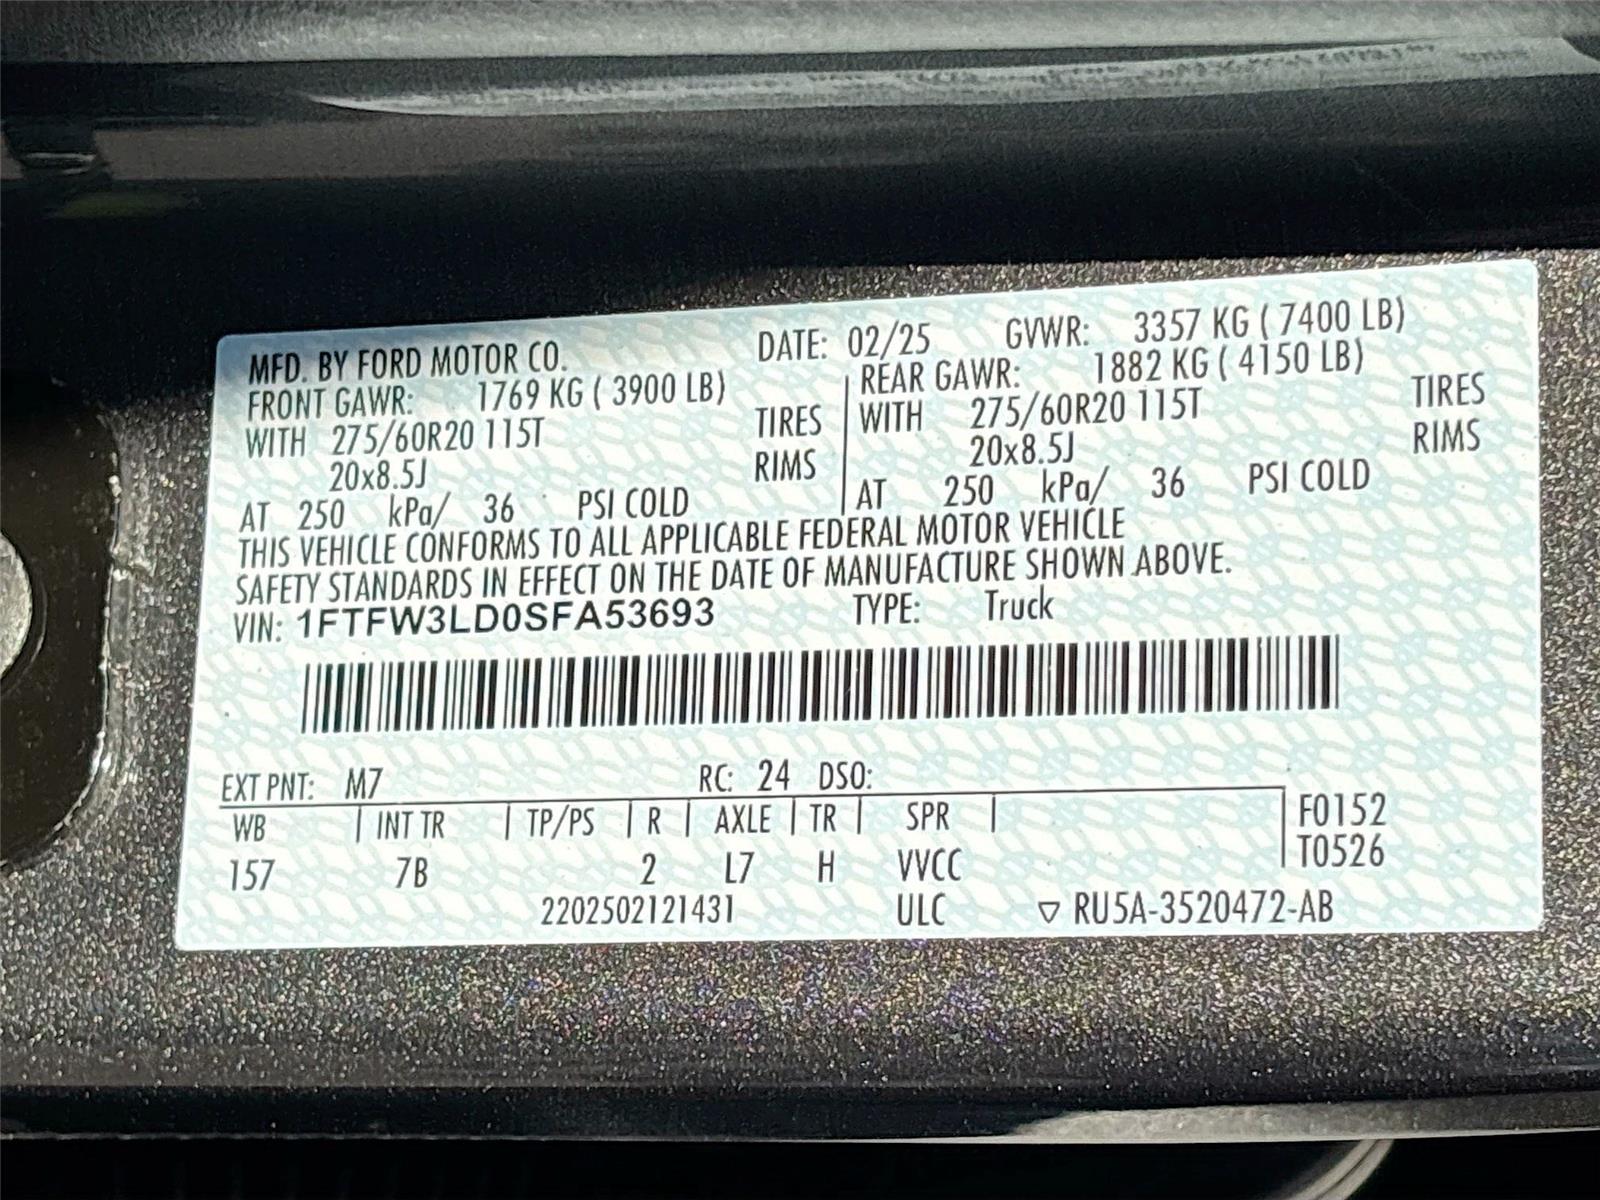 MFD. BY FORD MOTOR CO. DATE: 02/25 GVWR: 3357 KG ( 7400 LB)
FRONT GAWR: 1769 KG ( 3900 LB) REAR GAWR: 1882 KG ( 4150 LB)
WITH 275/60R20 115T TIRES WITH 275/60R20 115T TIRES
20x8.5J RIMS 20x8.5J RIMS
AT 250 kPa/ 36 PSI COLD AT 250 kPa/ 36 PSI COLD
THIS VEHICLE CONFORMS TO ALL APPLICABLE FEDERAL MOTOR VEHICLE
SAFETY STANDARDS IN EFFECT ON THE DATE OF MANUFACTURE SHOWN ABOVE.
VIN: 1FTFW3LD0SFA53693 TYPE: Truck
EXT PNT: M7 RC: 24 DSO:
WB INT TR TP/PS R AXLE TR SPR F0152
157 7B 2 L7 H VVCC T0526
2202502121431 ULC ▽ RU5A-3520472-AB